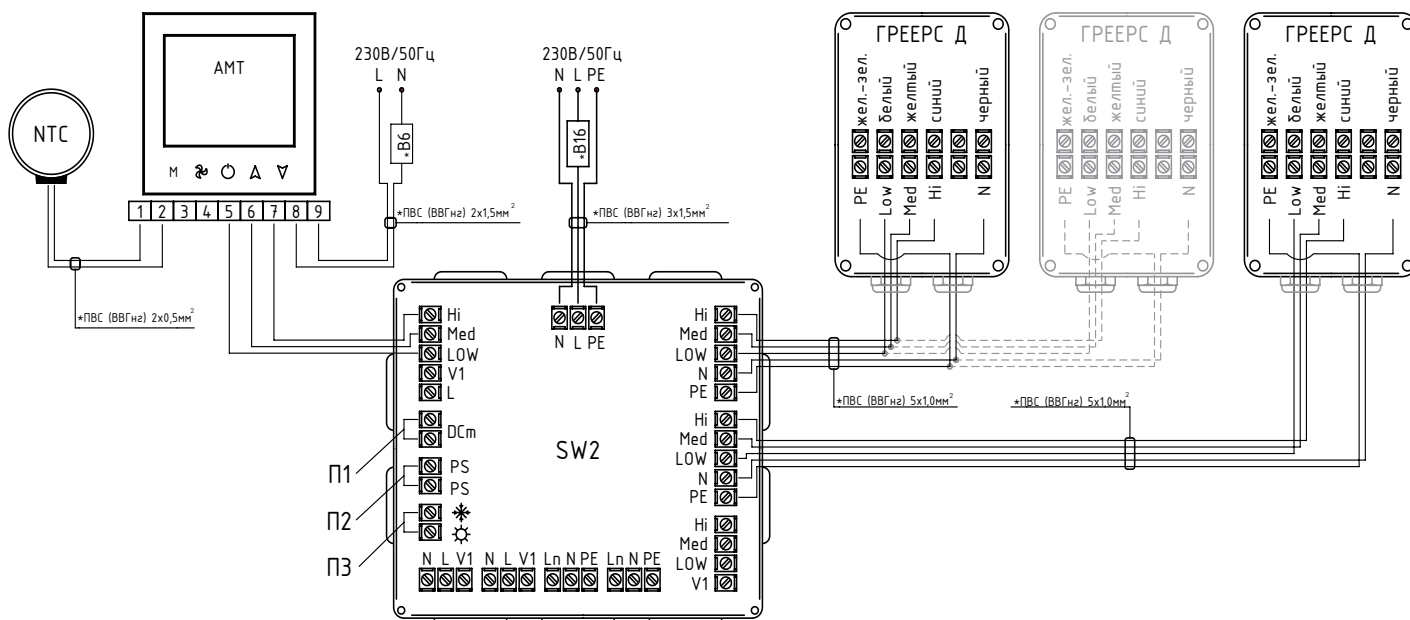 NTC
АМТ
M
1 2 3 4 5 6 7 8 9
*ПВС (ВВГнг) 2х0,5мм²
230В/50Гц
L N
*В6
*ПВС (ВВГнг) 2х1,5мм²
230В/50Гц
N L PE
*В16
*ПВС (ВВГнг) 3х1,5мм²
ГРЕЕРС Д
жел.-зел.
белый
желтый
синий
черный
PE
Low
Med
Hi
N
ГРЕЕРС Д
жел.-зел.
белый
желтый
синий
черный
PE
Low
Med
Hi
N
ГРЕЕРС Д
жел.-зел.
белый
желтый
синий
черный
PE
Low
Med
Hi
N
SW2
N L PE
Hi
Med
LOW
V1
L
DCm
PS
PS
П1
П2
П3
N L V1 N L V1 Ln N PE Ln N PE
Hi
Med
LOW
N
PE
Hi
Med
LOW
N
PE
Hi
Med
LOW
V1
*ПВС (ВВГнг) 5х1,0мм²
*ПВС (ВВГнг) 5х1,0мм²